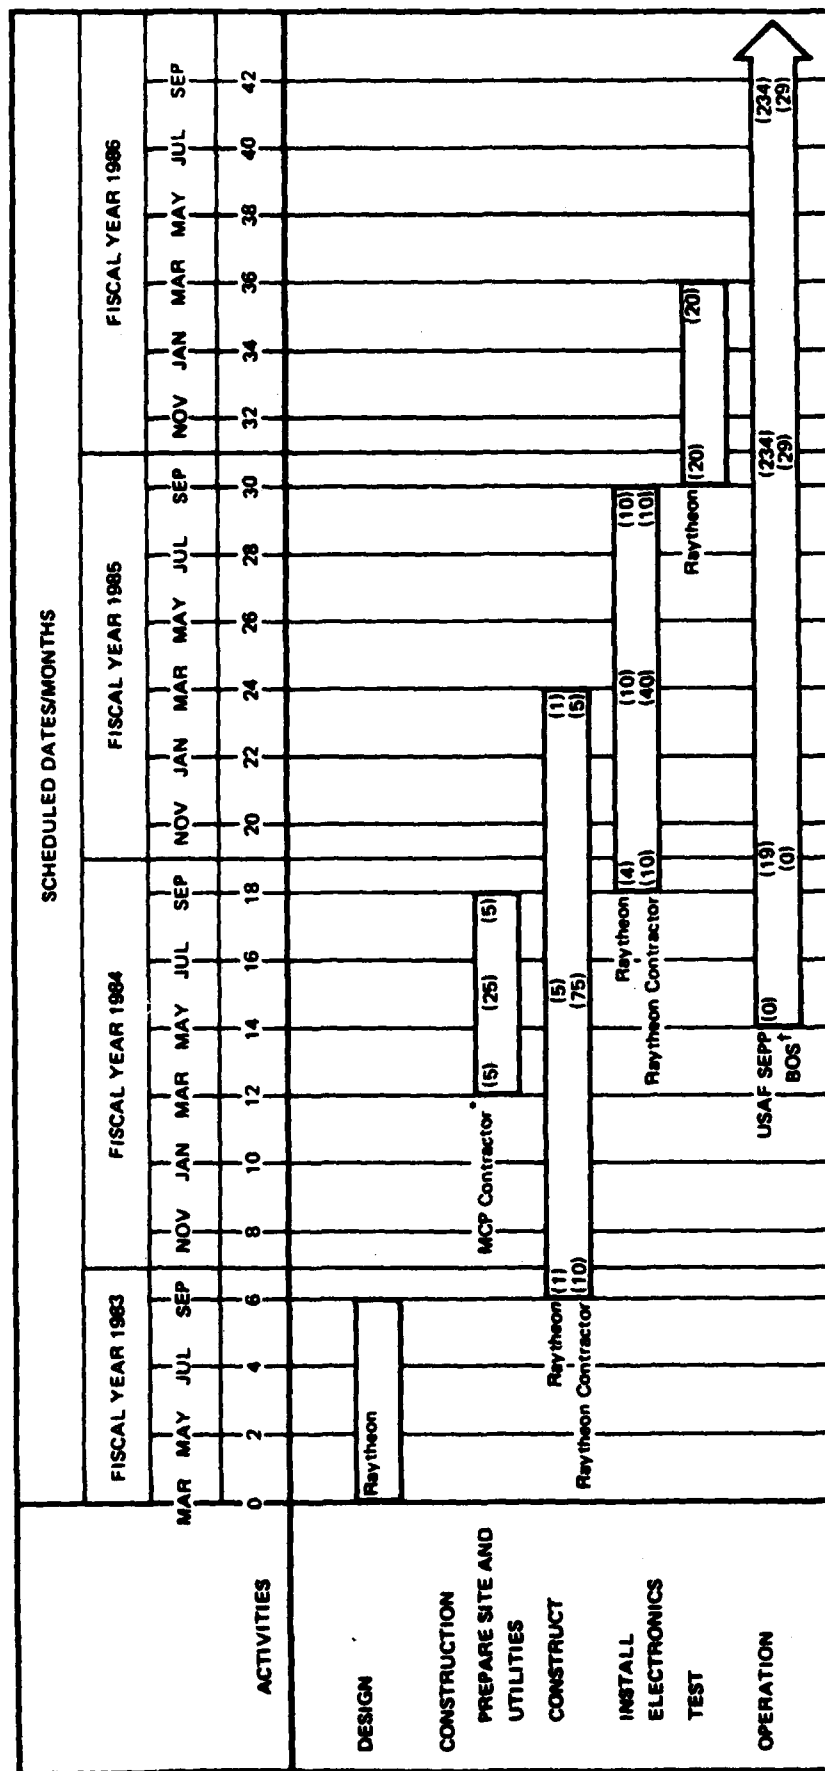 SCHEDULED DATES/MONTHS
FISCAL YEAR 1983 FISCAL YEAR 1984 FISCAL YEAR 1985 FISCAL YEAR 1986
MAR MAY JUL SEP NOV JAN MAR MAY JUL SEP NOV JAN MAR MAY JUL SEP NOV JAN MAR MAY JUL SEP
ACTIVITIES 0 2 4 6 8 10 12 14 16 18 20 22 24 26 28 30 32 34 36 38 40 42
DESIGN Raytheon
CONSTRUCTION
PREPARE SITE AND MCP Contractor* (5) (25) (5)
UTILITIES
CONSTRUCT Raytheon (1) (5) (1)
Raytheon Contractor (10) (75) (5)
INSTALL Raytheon (4) (10) (10)
ELECTRONICS Raytheon Contractor (10) (40) (10)
TEST Raytheon (20) (20)
OPERATION USAF SEPP (0) (19) (234) (234)
BOS† (0) (29) (29)